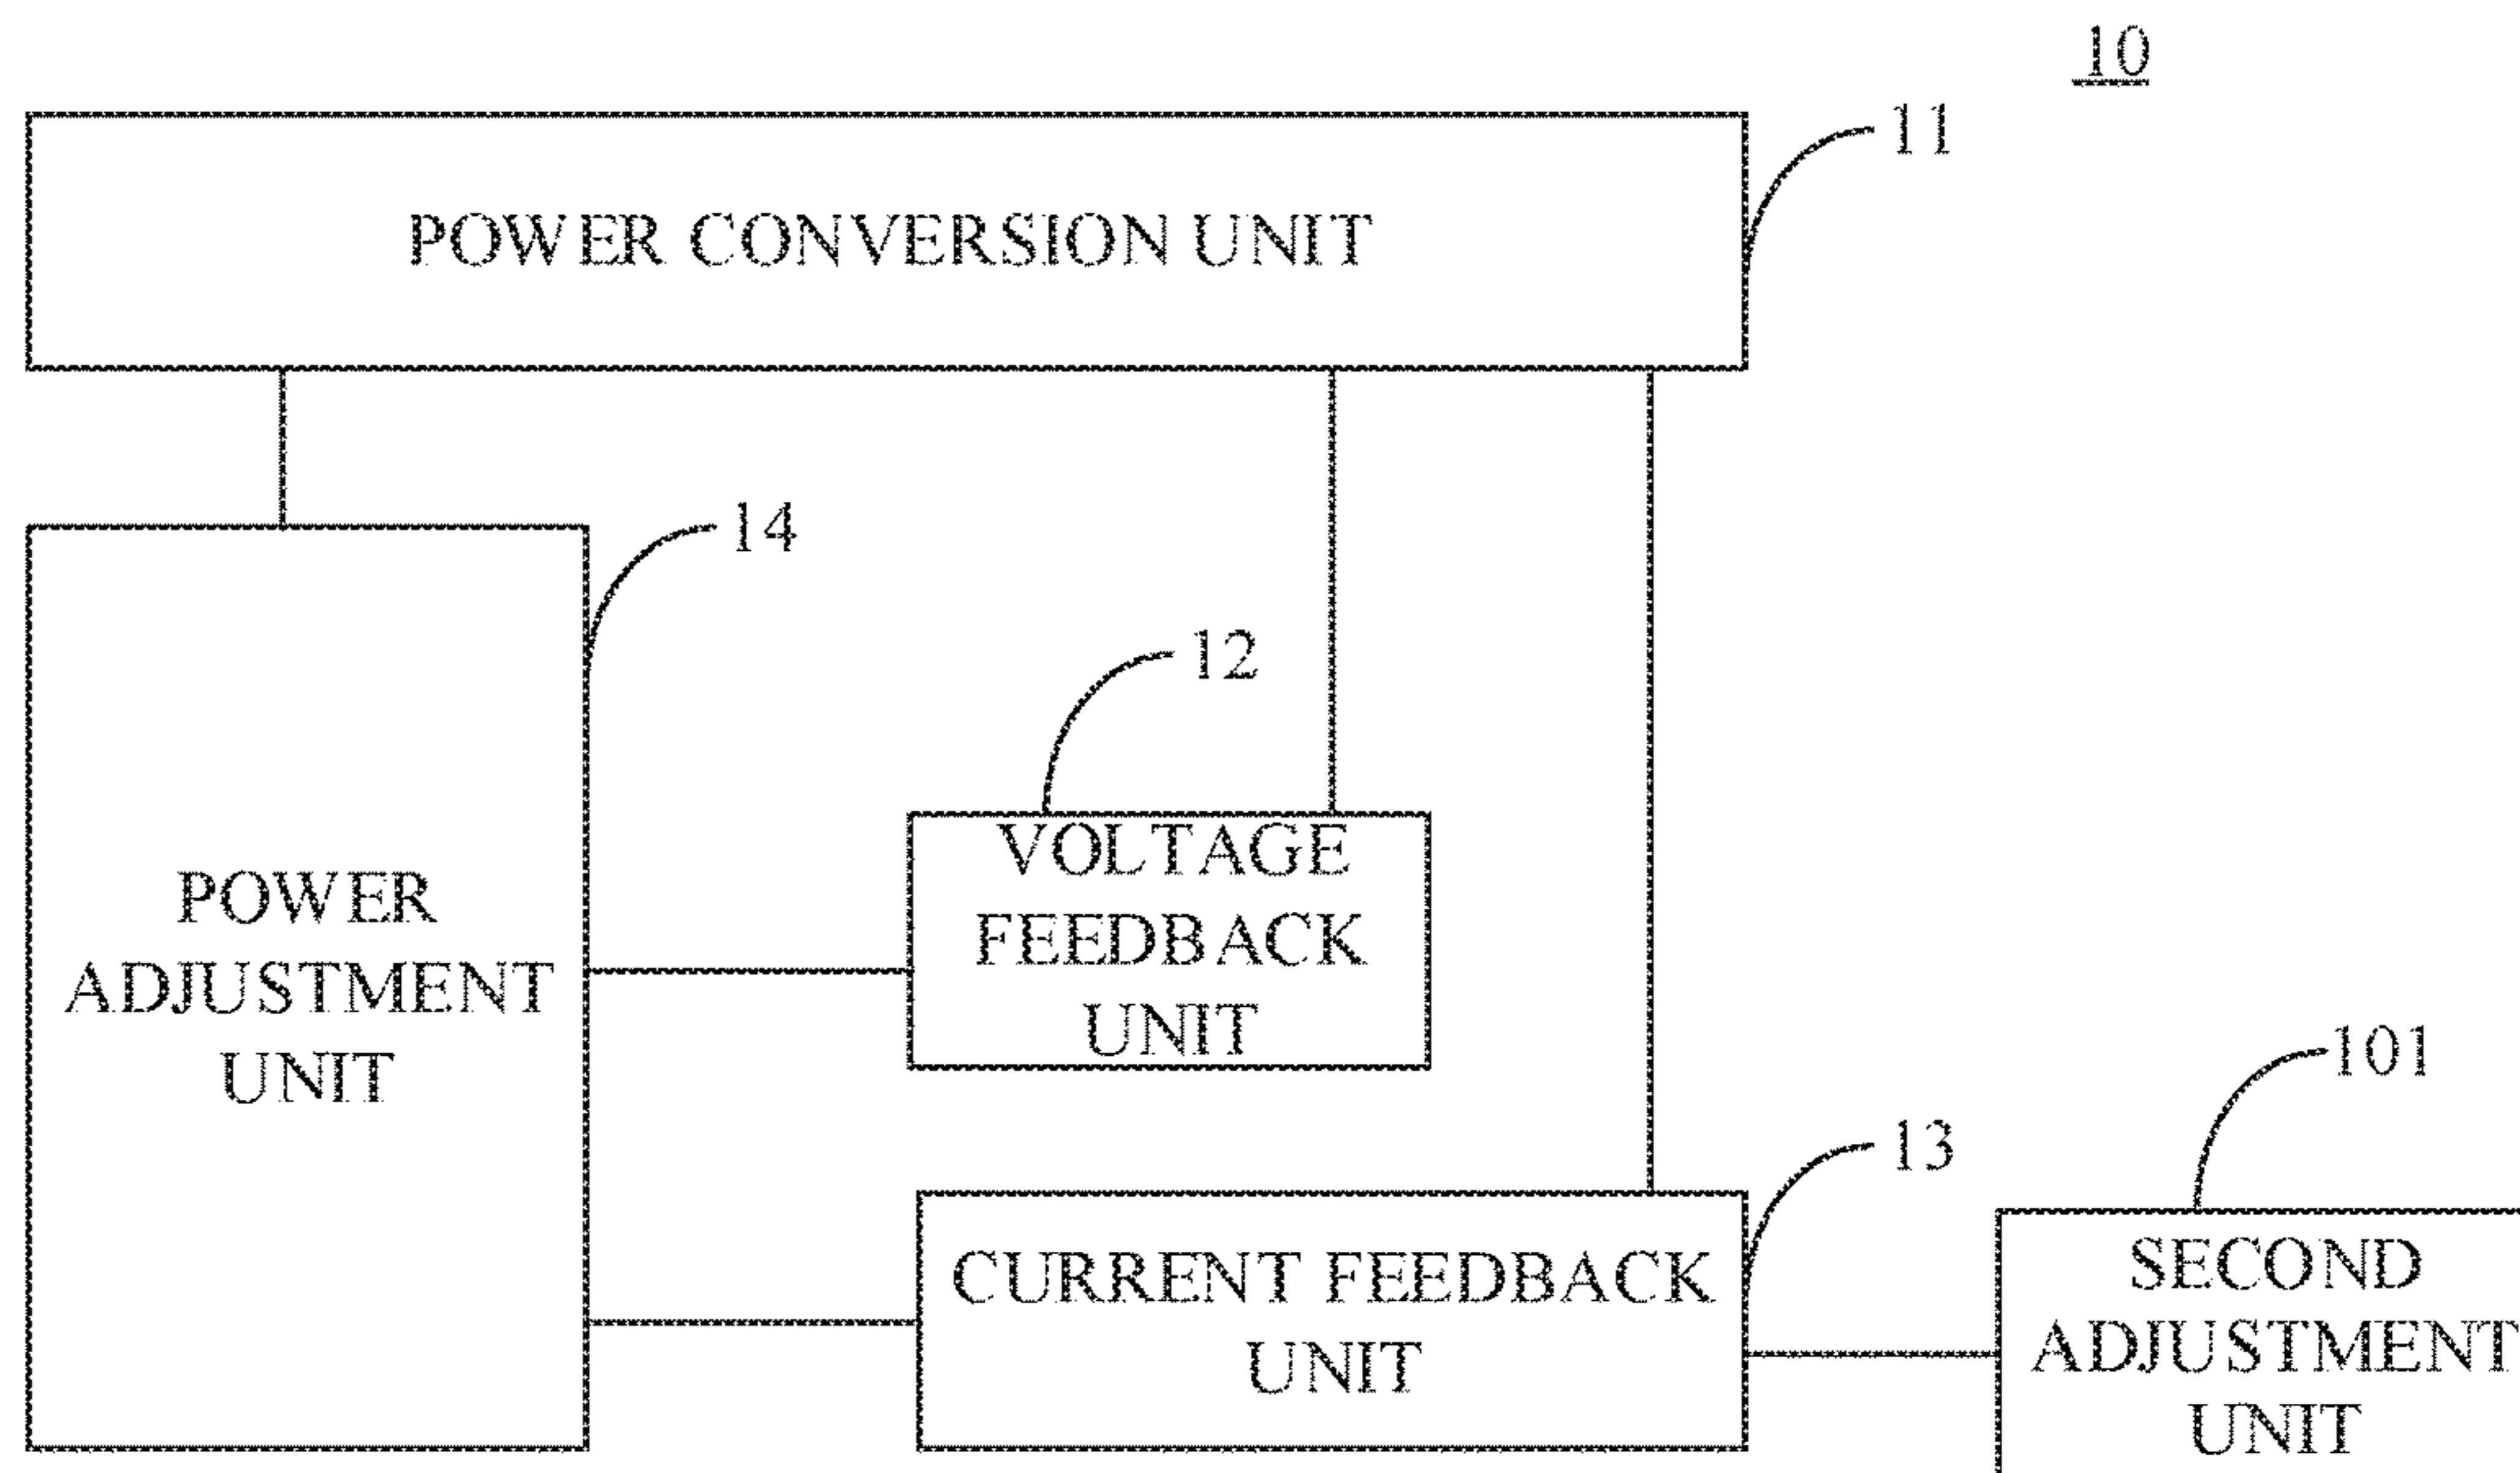 10
11
POWER CONVERSION UNIT
14
12
VOLTAGE
FEEDBACK
UNIT
POWER
ADJUSTMENT
UNIT
101
13
CURRENT FEEDBACK
UNIT
SECOND
ADJUSTMENT
UNIT